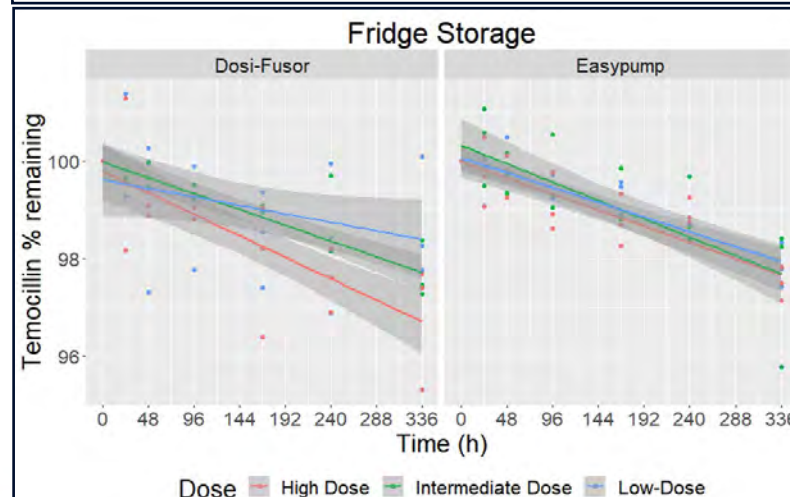 Fridge Storage
Dosi-Fusor Easypump
Temocillin % remaining
100
98
96
0 48 96 144 192 240 288 336 0 48 96 144 192 240 288 336
Time (h)
Dose High Dose Intermediate Dose Low-Dose